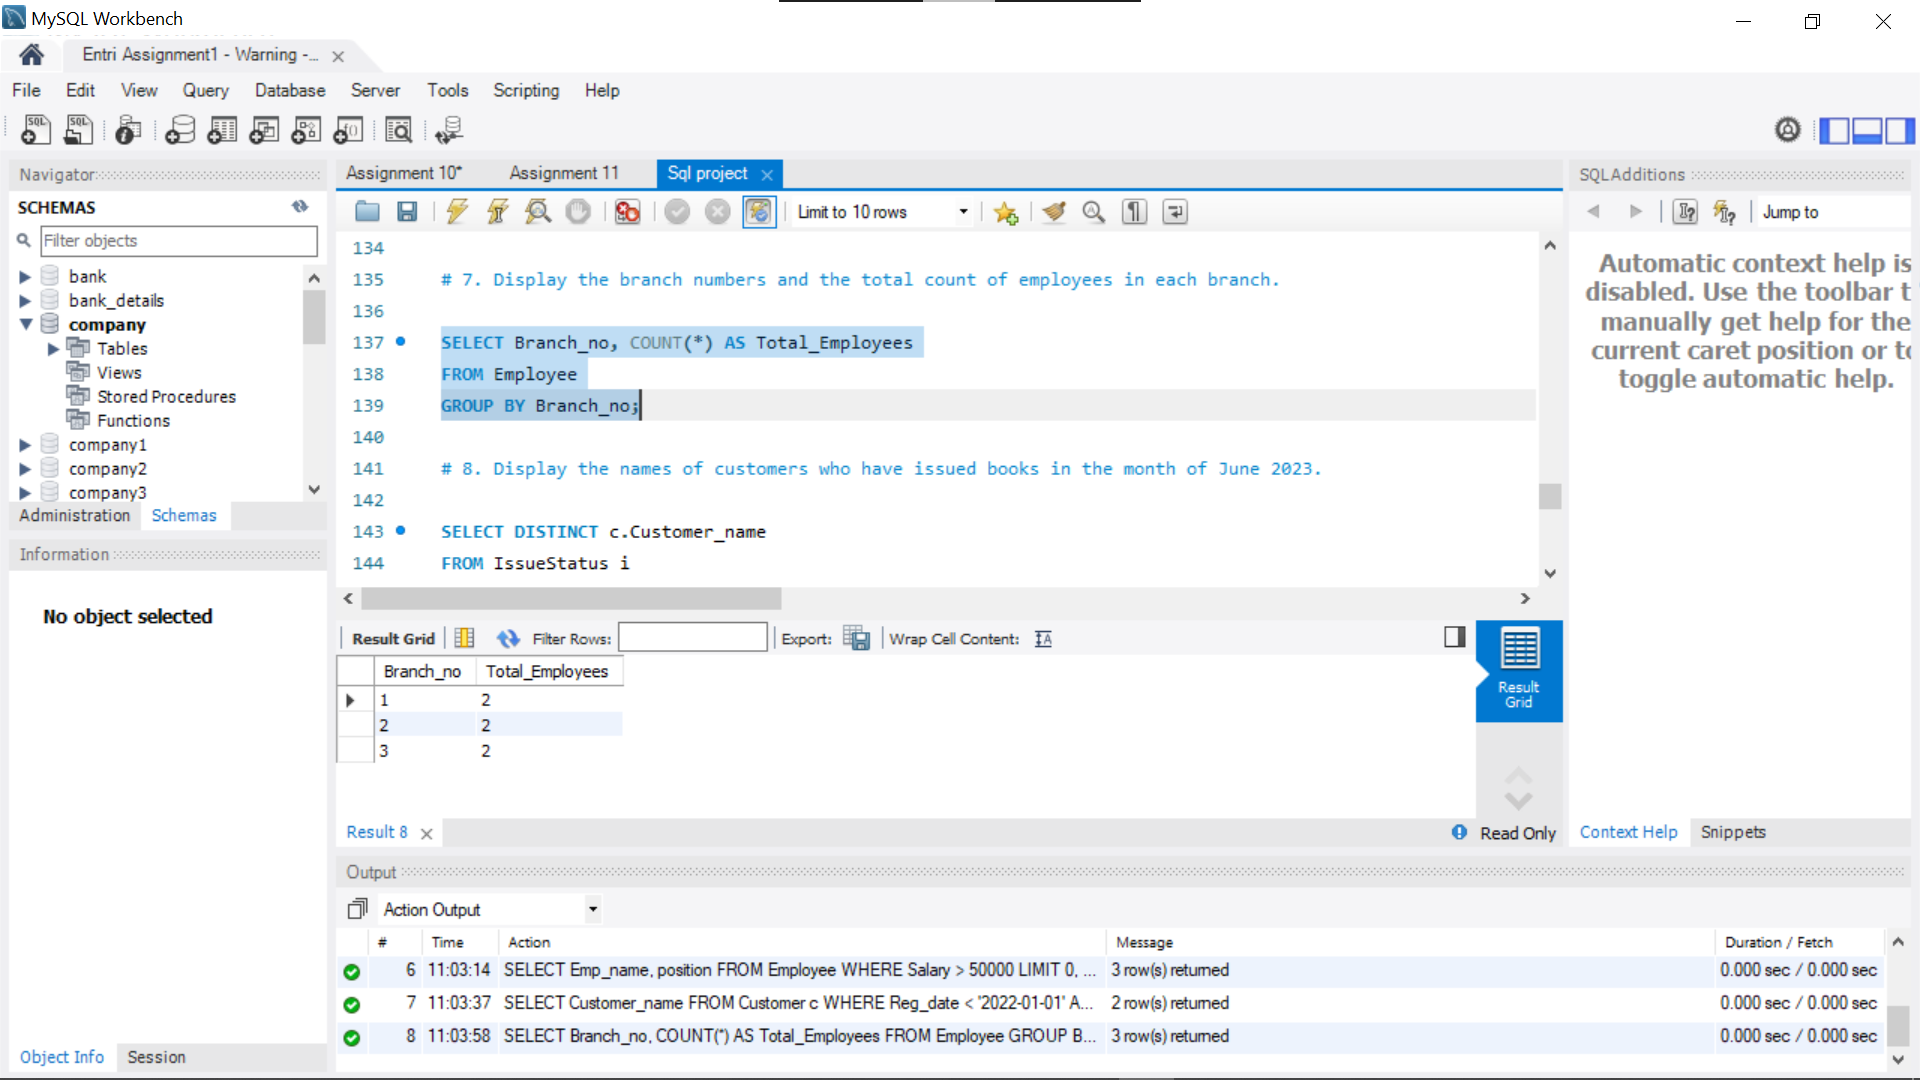 MySQL Workbench
Entri Assignment1 - Warning -...
File Edit View Query Database Server Tools Scripting Help
Navigator
SCHEMAS
Filter objects
bank
bank_details
company
Tables
Views
Stored Procedures
Functions
company1
company2
company3
Administration Schemas
Information
No object selected
Object Info Session
Assignment 10* Assignment 11 Sql project
Limit to 10 rows
134
135 # 7. Display the branch numbers and the total count of employees in each branch.
136
137 SELECT Branch_no, COUNT(*) AS Total_Employees
138 FROM Employee
139 GROUP BY Branch_no;
140
141 # 8. Display the names of customers who have issued books in the month of June 2023.
142
143 SELECT DISTINCT c.Customer_name
144 FROM IssueStatus i
Result Grid Filter Rows: Export: Wrap Cell Content:
Branch_no Total_Employees
1 2
2 2
3 2
Result Grid
Result 8 Read Only
SQLAdditions
Jump to
Automatic context help is
disabled. Use the toolbar t
manually get help for the
current caret position or to
toggle automatic help.
Context Help Snippets
Output
Action Output
# Time Action Message Duration / Fetch
6 11:03:14 SELECT Emp_name, position FROM Employee WHERE Salary > 50000 LIMIT 0, ... 3 row(s) returned 0.000 sec / 0.000 sec
7 11:03:37 SELECT Customer_name FROM Customer c WHERE Reg_date < '2022-01-01' A... 2 row(s) returned 0.000 sec / 0.000 sec
8 11:03:58 SELECT Branch_no, COUNT(*) AS Total_Employees FROM Employee GROUP B... 3 row(s) returned 0.000 sec / 0.000 sec